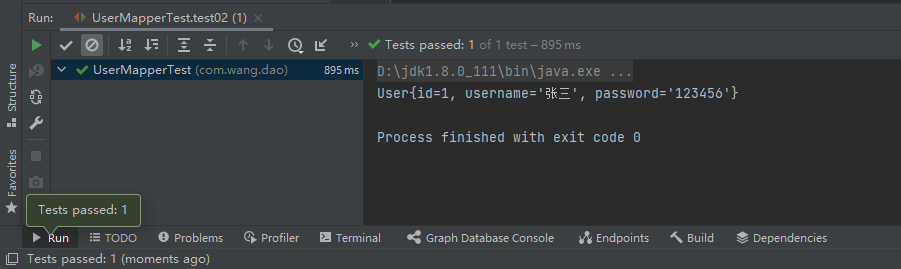 Run: UserMapperTest.test02 (1) ×
» Tests passed: 1 of 1 test – 895 ms
UserMapperTest (com.wang.dao) 895 ms
D:\jdk1.8.0_111\bin\java.exe ...
User{id=1, username='张三', password='123456'}
Process finished with exit code 0
Structure
Favorites
Tests passed: 1
Run TODO Problems Profiler Terminal Graph Database Console Endpoints Build Dependencies
Tests passed: 1 (moments ago)